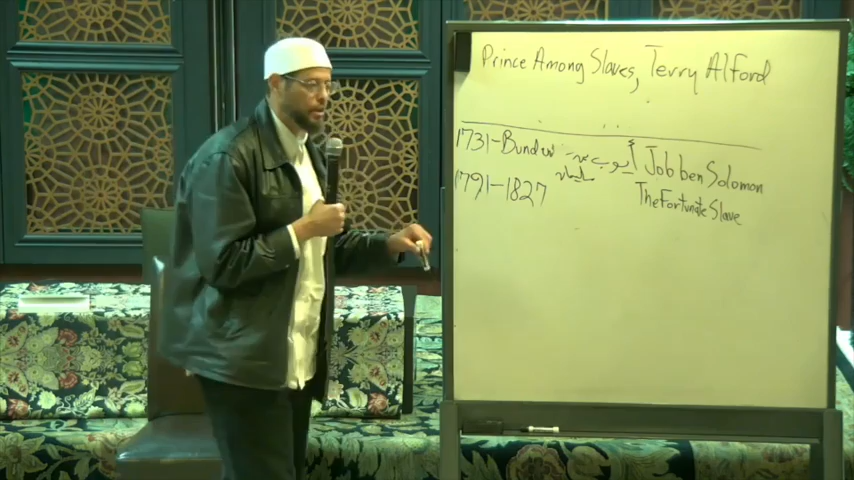 Prince Among Slaves, Terry Alford
1731-Bundu - أيوب بن Job ben Solomon
1791-1827 سليمان The Fortunate Slave